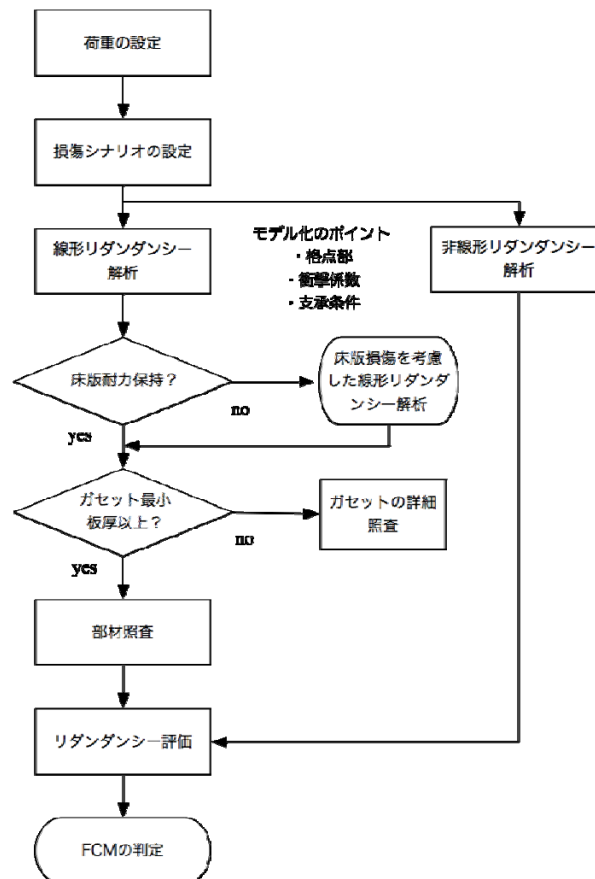 荷重の設定
損傷シナリオの設定
線形リダンダンシー
解析
モデル化のポイント
・格点部
・衝撃係数
・支承条件
非線形リダンダンシー
解析
床版耐力保持？
no
yes
床版損傷を考慮
した線形リダンダ
ンシー解析
ガセット最小
板厚以上？
no
yes
ガセットの詳細
照査
部材照査
リダンダンシー評価
FCMの判定